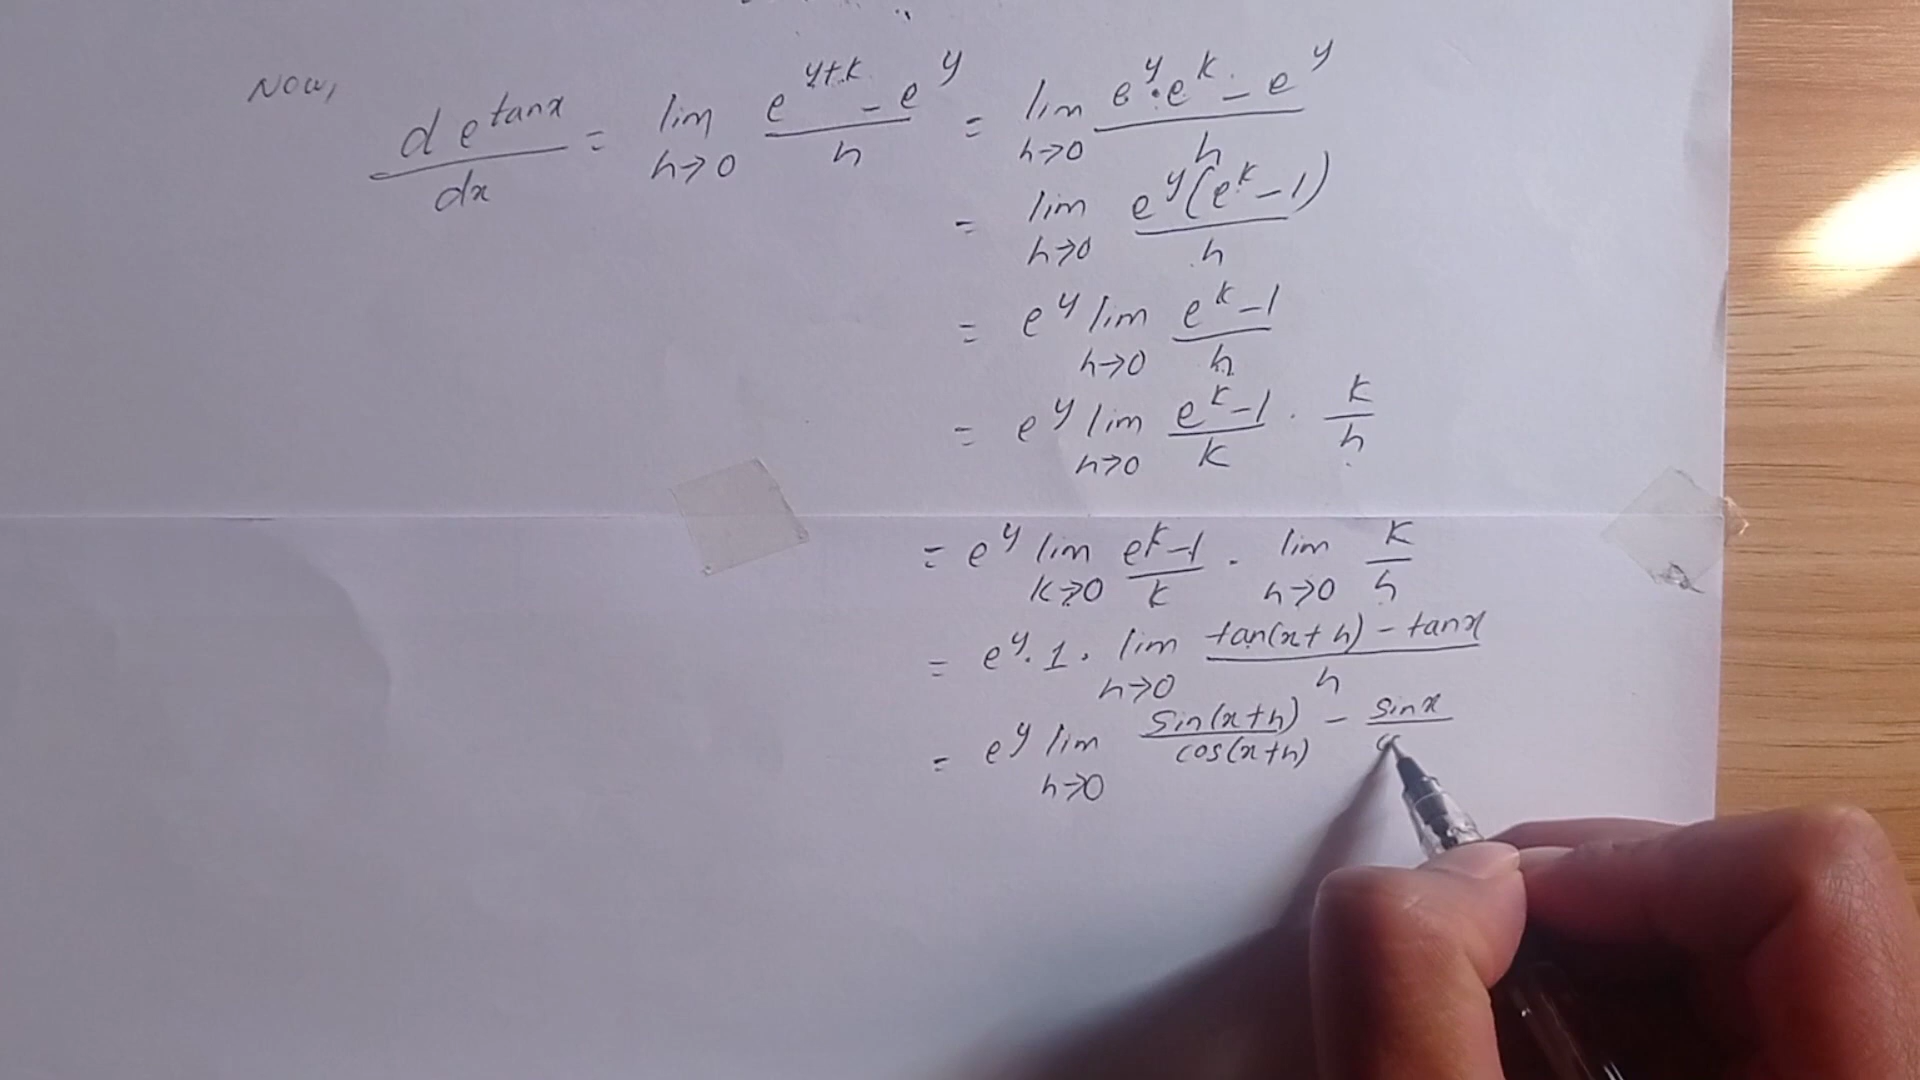 Now,
d e^tanx / dx = lim h→0 (e^(y+k) - e^y) / h = lim h→0 (e^y·e^k - e^y) / h
= lim h→0 e^y(e^k - 1) / h
= e^y lim h→0 (e^k - 1) / h
= e^y lim h→0 (e^k - 1) / k · k / h
= e^y lim k→0 (e^k - 1) / k · lim h→0 k / h
= e^y · 1 · lim h→0 (tan(x+h) - tanx) / h
= e^y lim h→0 sin(x+h) / cos(x+h) - sinx /